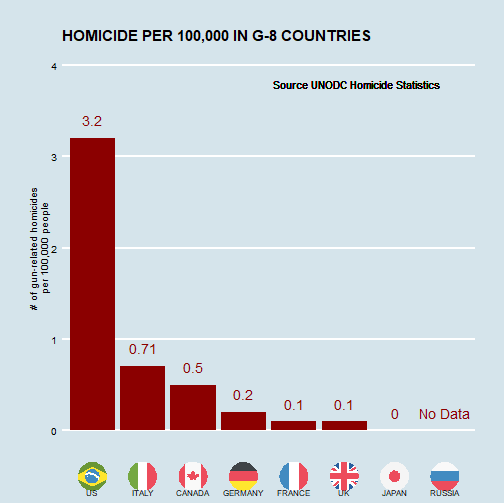 HOMICIDE PER 100,000 IN G-8 COUNTRIES
4
Source UNODC Homicide Statistics
3.2
3
# of gun-related homicides
per 100,000 people
2
1
0.71
0.5
0.2
0.1
0.1
0
No Data
0
US
ITALY
CANADA
GERMANY
FRANCE
UK
JAPAN
RUSSIA